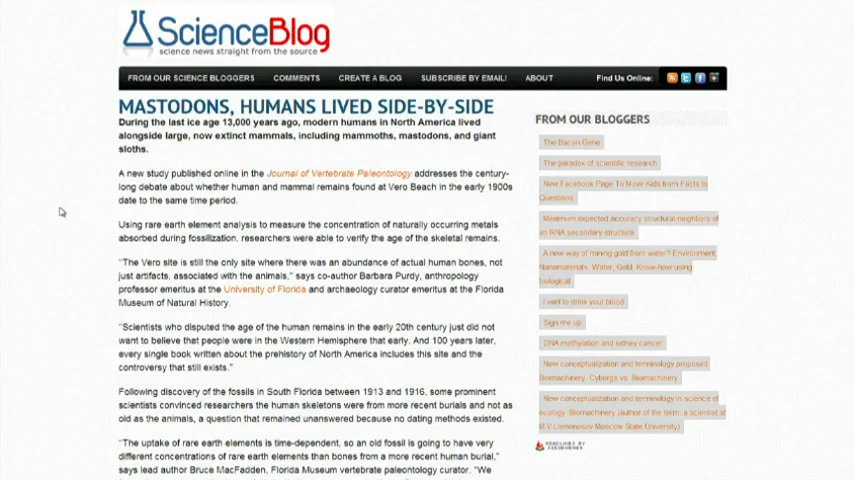 ScienceBlog
science news straight from the source
FROM OUR SCIENCE BLOGGERS COMMENTS CREATE A BLOG SUBSCRIBE BY EMAIL! ABOUT Find Us Online:
MASTODONS, HUMANS LIVED SIDE-BY-SIDE
During the last ice age 13,000 years ago, modern humans in North America lived
alongside large, now extinct mammals, including mammoths, mastodons, and giant
sloths.
A new study published online in the Journal of Vertebrate Paleontology addresses the century-
long debate about whether human and mammal remains found at Vero Beach in the early 1900s
date to the same time period.
Using rare earth element analysis to measure the concentration of naturally occurring metals
absorbed during fossilization, researchers were able to verify the age of the skeletal remains.
“The Vero site is still the only site where there was an abundance of actual human bones, not
just artifacts, associated with the animals,” says co-author Barbara Purdy, anthropology
professor emeritus at the University of Florida and archaeology curator emeritus at the Florida
Museum of Natural History.
“Scientists who disputed the age of the human remains in the early 20th century just did not
want to believe that people were in the Western Hemisphere that early. And 100 years later,
every single book written about the prehistory of North America includes this site and the
controversy that still exists.”
Following discovery of the fossils in South Florida between 1913 and 1916, some prominent
scientists convinced researchers the human skeletons were from more recent burials and not as
old as the animals, a question that remained unanswered because no dating methods existed.
“The uptake of rare earth elements is time-dependent, so an old fossil is going to have very
different concentrations of rare earth elements than bones from a more recent human burial,”
says lead author Bruce MacFadden, Florida Museum vertebrate paleontology curator. “We
FROM OUR BLOGGERS
The Bacon Gene
The paradox of scientific research
New Facebook Page To Move Kids from Facts to
Questions
Maximum expected accuracy structural neighbors of
an RNA secondary structure
A new way of mining gold from water? Environment
Nanomaterials, Water, Gold, Know-how using
biological
I want to drink your blood
Sign me up
DNA methylation and kidney cancer
New conceptualization and terminology proposed
Biomachinery, Cyborgs vs. Biomachinery
New conceptualization and terminology in science of
ecology: Biomachinery (author of the term: a scientist at
M.V.Lomonosov Moscow State University)
HEADLINES BY
FEEDBURNER